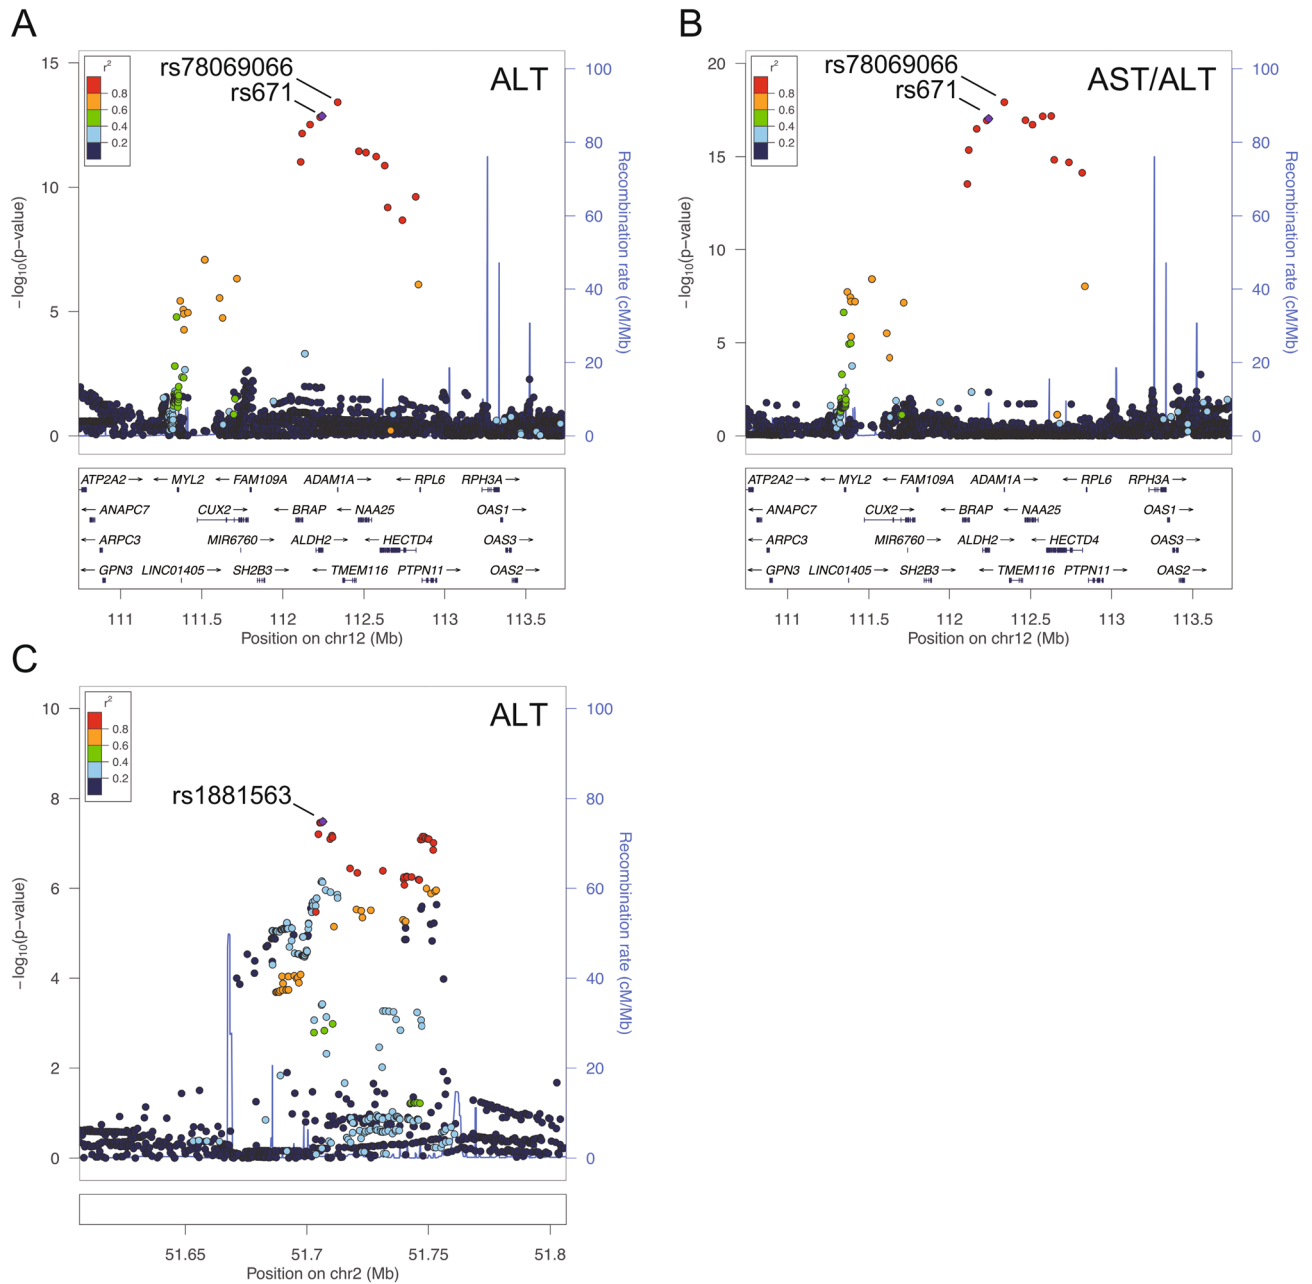 A
ALT
r2
0.8
0.6
0.4
0.2
rs78069066
rs671
15
10
5
0
−log10(p−value)
100
80
60
40
20
0
Recombination rate (cM/Mb)
ATP2A2→ ←MYL2 ←FAM109A ADAM1A→ ←RPL6 RPH3A→
←ANAPC7 CUX2→ ←BRAP ←NAA25 OAS1→
←ARPC3 MIR6760→ ALDH2→ ←HECTD4 OAS3→
←GPN3 LINC01405→ SH2B3→ ←TMEM116 PTPN11→ OAS2→
111 111.5 112 112.5 113 113.5
Position on chr12 (Mb)
B
AST/ALT
r2
0.8
0.6
0.4
0.2
rs78069066
rs671
20
15
10
5
0
−log10(p−value)
100
80
60
40
20
0
Recombination rate (cM/Mb)
ATP2A2→ ←MYL2 ←FAM109A ADAM1A→ ←RPL6 RPH3A→
←ANAPC7 CUX2→ ←BRAP ←NAA25 OAS1→
←ARPC3 MIR6760→ ALDH2→ ←HECTD4 OAS3→
←GPN3 LINC01405→ SH2B3→ ←TMEM116 PTPN11→ OAS2→
111 111.5 112 112.5 113 113.5
Position on chr12 (Mb)
C
ALT
r2
0.8
0.6
0.4
0.2
rs1881563
10
8
6
4
2
0
−log10(p−value)
100
80
60
40
20
0
Recombination rate (cM/Mb)
51.65 51.7 51.75 51.8
Position on chr2 (Mb)